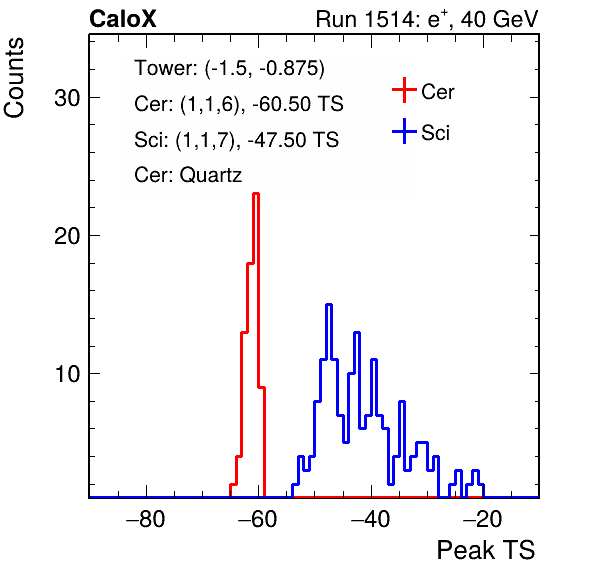 CaloX Run 1514: e⁺, 40 GeV
Counts
Tower: (-1.5, -0.875)
Cer: (1,1,6), -60.50 TS
Sci: (1,1,7), -47.50 TS
Cer: Quartz
Cer
Sci
30
20
10
−80 −60 −40 −20
Peak TS